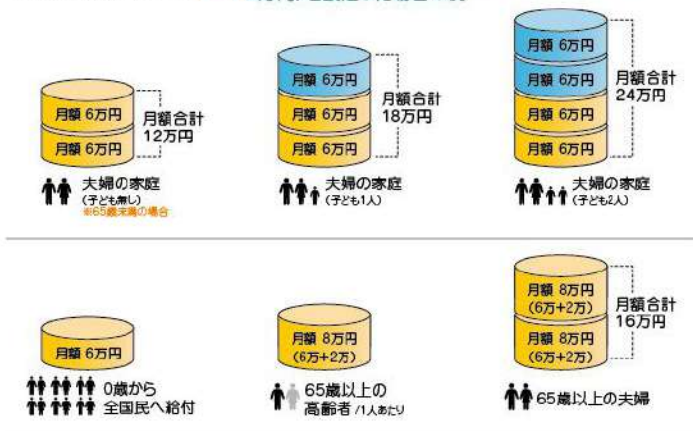 月額 6万円
月額 6万円
月額合計
12万円
夫婦の家庭
(子ども無し)
※65歳未満の場合
月額 6万円
月額 6万円
月額 6万円
月額合計
18万円
夫婦の家庭
(子ども1人)
月額 6万円
月額 6万円
月額 6万円
月額 6万円
月額合計
24万円
夫婦の家庭
(子ども2人)
月額 6万円
0歳から
全国民へ給付
月額 8万円
(6万+2万)
65歳以上の
高齢者/1人あたり
月額 8万円
(6万+2万)
月額 8万円
(6万+2万)
月額合計
16万円
65歳以上の夫婦